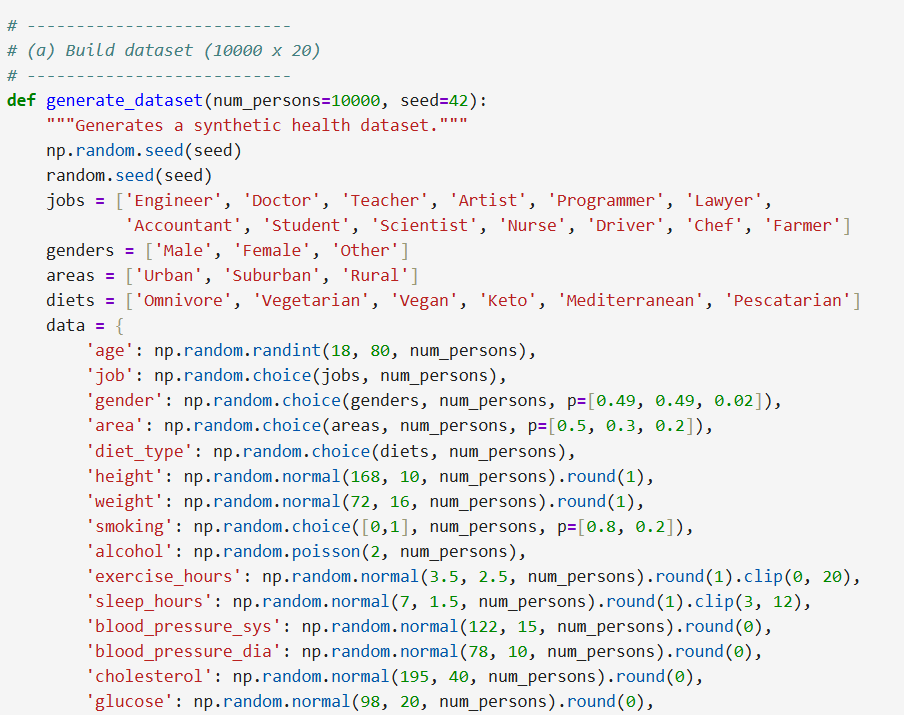 # ---------------------------
# (a) Build dataset (10000 x 20)
# ---------------------------
def generate_dataset(num_persons=10000, seed=42):
    """Generates a synthetic health dataset."""
    np.random.seed(seed)
    random.seed(seed)
    jobs = ['Engineer', 'Doctor', 'Teacher', 'Artist', 'Programmer', 'Lawyer',
            'Accountant', 'Student', 'Scientist', 'Nurse', 'Driver', 'Chef', 'Farmer']
    genders = ['Male', 'Female', 'Other']
    areas = ['Urban', 'Suburban', 'Rural']
    diets = ['Omnivore', 'Vegetarian', 'Vegan', 'Keto', 'Mediterranean', 'Pescatarian']
    data = {
        'age': np.random.randint(18, 80, num_persons),
        'job': np.random.choice(jobs, num_persons),
        'gender': np.random.choice(genders, num_persons, p=[0.49, 0.49, 0.02]),
        'area': np.random.choice(areas, num_persons, p=[0.5, 0.3, 0.2]),
        'diet_type': np.random.choice(diets, num_persons),
        'height': np.random.normal(168, 10, num_persons).round(1),
        'weight': np.random.normal(72, 16, num_persons).round(1),
        'smoking': np.random.choice([0,1], num_persons, p=[0.8, 0.2]),
        'alcohol': np.random.poisson(2, num_persons),
        'exercise_hours': np.random.normal(3.5, 2.5, num_persons).round(1).clip(0, 20),
        'sleep_hours': np.random.normal(7, 1.5, num_persons).round(1).clip(3, 12),
        'blood_pressure_sys': np.random.normal(122, 15, num_persons).round(0),
        'blood_pressure_dia': np.random.normal(78, 10, num_persons).round(0),
        'cholesterol': np.random.normal(195, 40, num_persons).round(0),
        'glucose': np.random.normal(98, 20, num_persons).round(0),